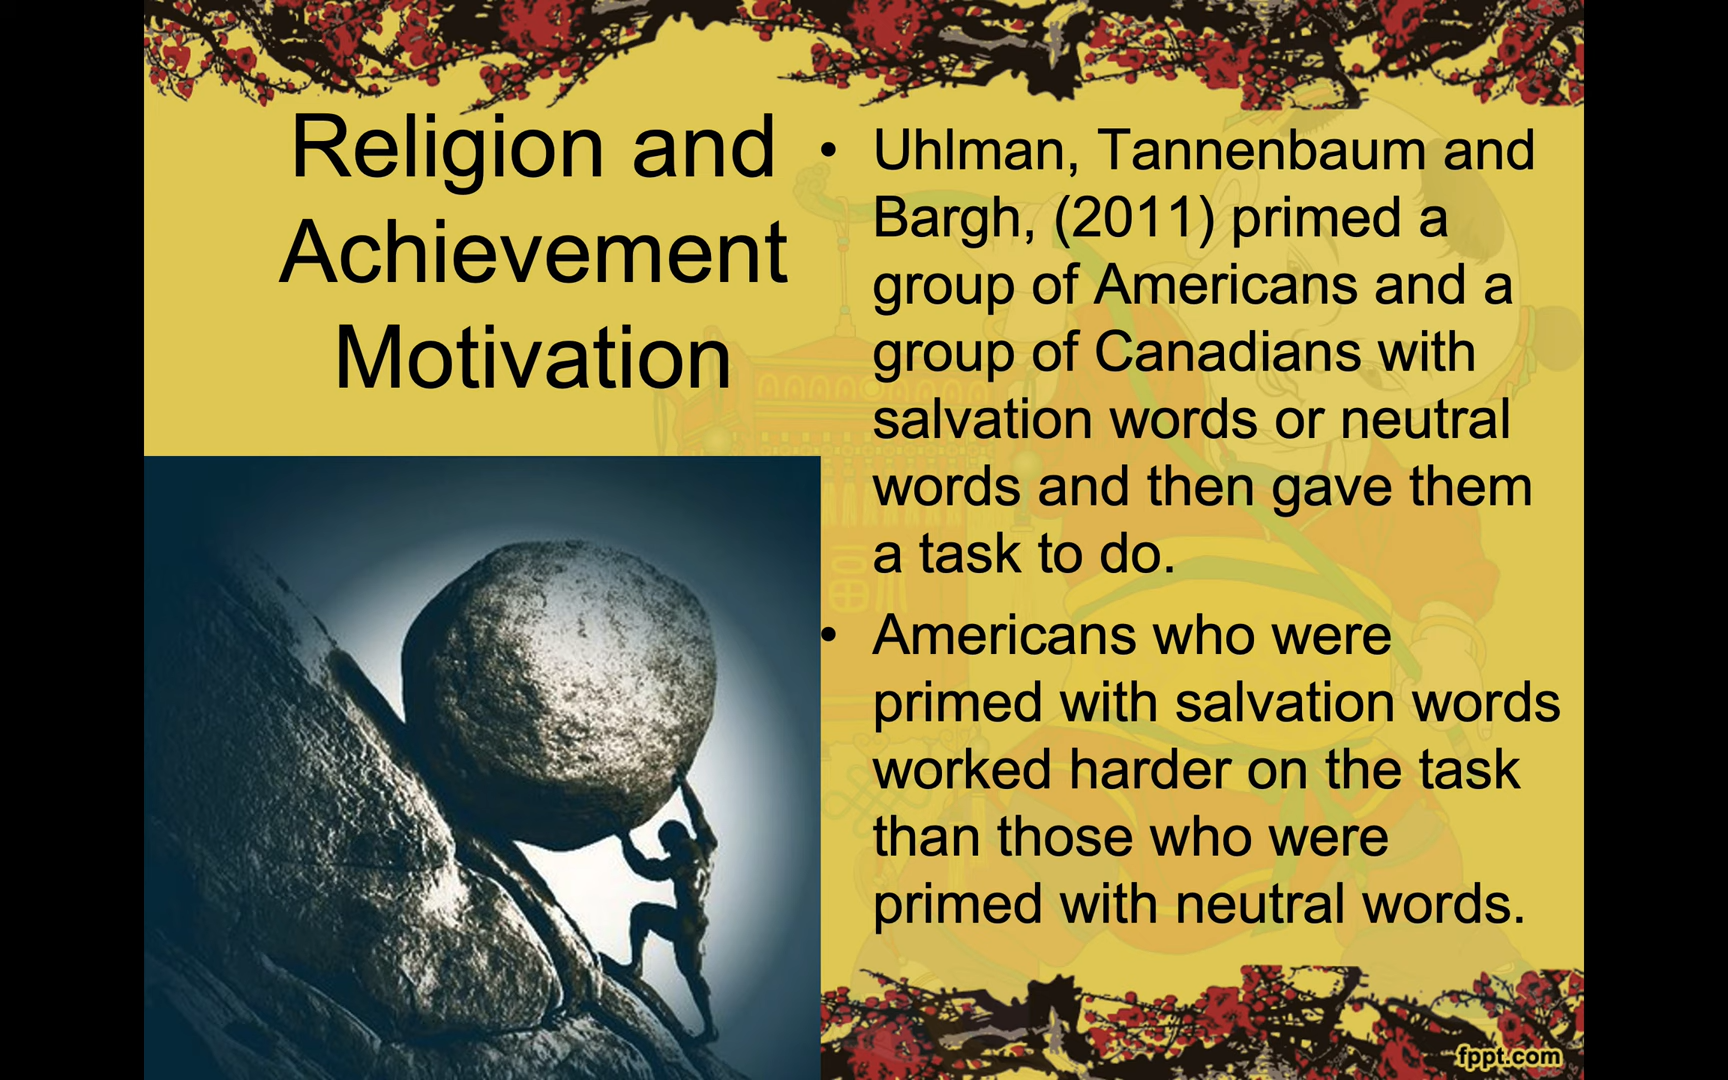 Religion and
Achievement
Motivation
• Uhlman, Tannenbaum and
Bargh, (2011) primed a
group of Americans and a
group of Canadians with
salvation words or neutral
words and then gave them
a task to do.
• Americans who were
primed with salvation words
worked harder on the task
than those who were
primed with neutral words.
fppt.com